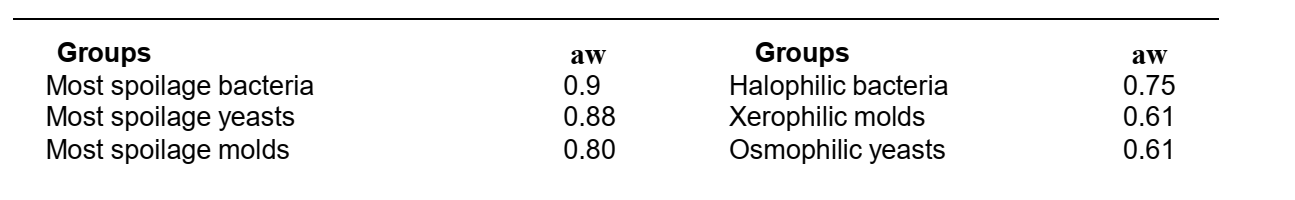 Groups aw Groups aw
Most spoilage bacteria 0.9 Halophilic bacteria 0.75
Most spoilage yeasts 0.88 Xerophilic molds 0.61
Most spoilage molds 0.80 Osmophilic yeasts 0.61